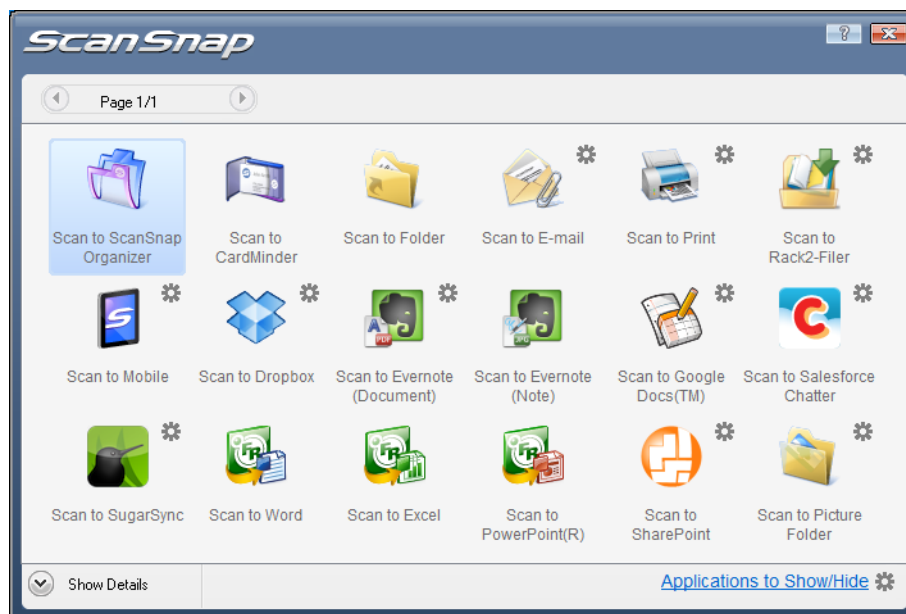 ScanSnap
Page 1/1
Scan to ScanSnap
Organizer
Scan to
CardMinder
Scan to Folder
Scan to E-mail
Scan to Print
Scan to
Rack2-Filer
Scan to Mobile
Scan to Dropbox
Scan to Evernote
(Document)
Scan to Evernote
(Note)
Scan to Google
Docs(TM)
Scan to Salesforce
Chatter
Scan to SugarSync
Scan to Word
Scan to Excel
Scan to
PowerPoint(R)
Scan to
SharePoint
Scan to Picture
Folder
Show Details
Applications to Show/Hide